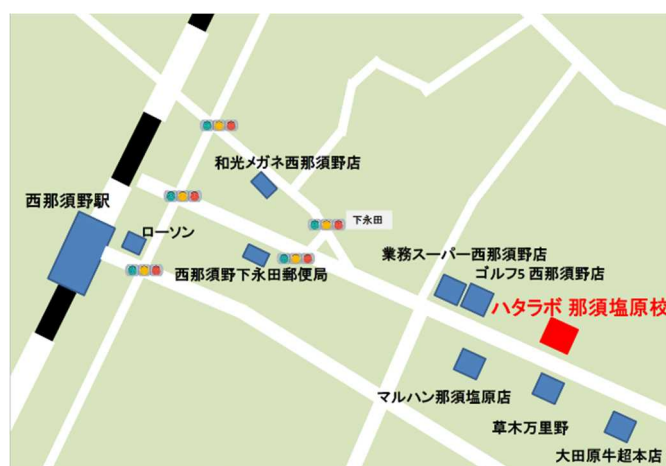 和光メガネ西那須野店
西那須野駅
下永田
ローソン
業務スーパー西那須野店
西那須野下永田郵便局
ゴルフ5 西那須野店
ハタラボ 那須塩原校
マルハン那須塩原店
草木万里野
大田原牛超本店